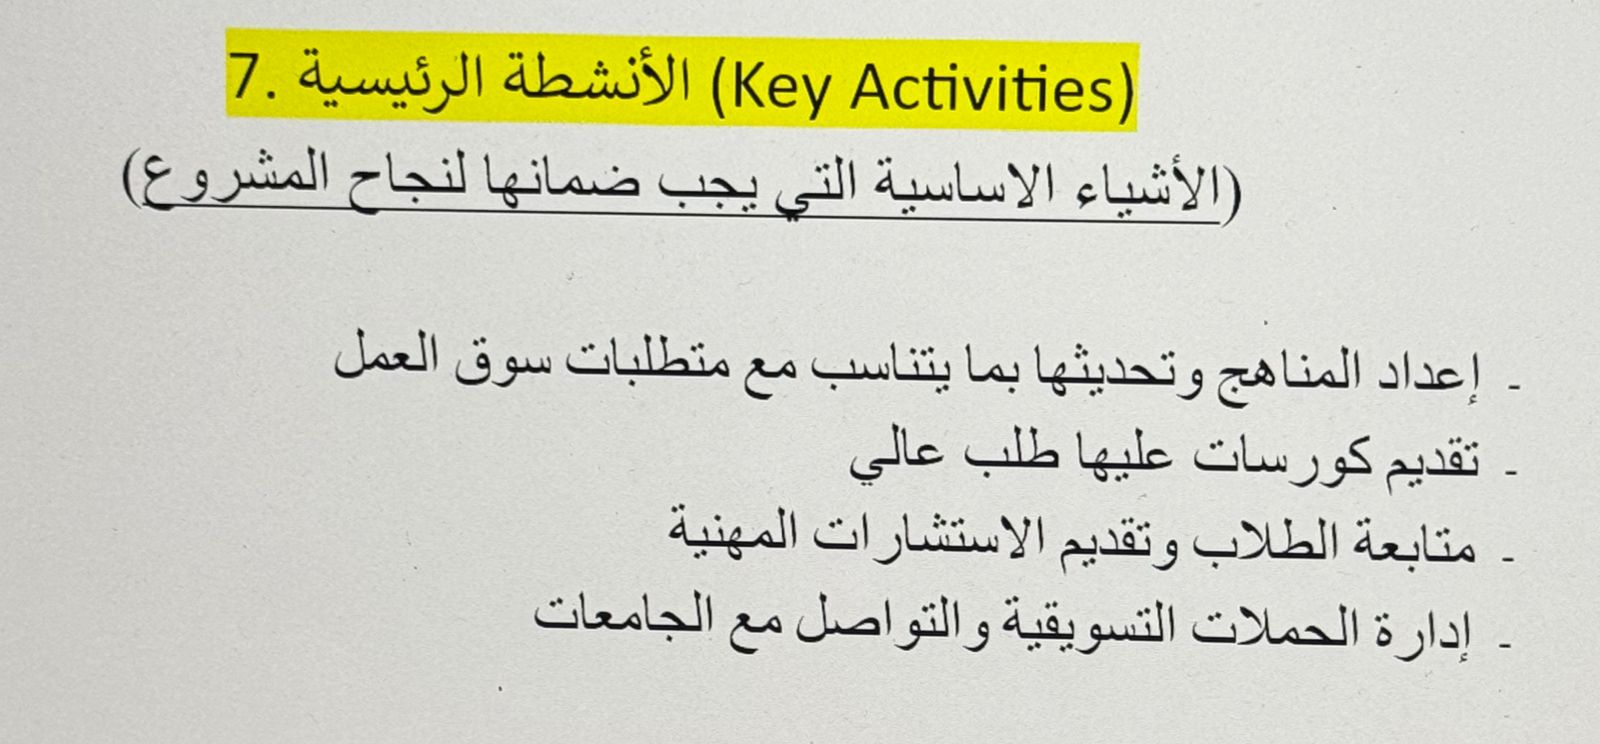 7. الأنشطة الرئيسية (Key Activities)
(الأشياء الاساسية التي يجب ضمانها لنجاح المشروع)
- إعداد المناهج وتحديثها بما يتناسب مع متطلبات سوق العمل
- تقديم كورسات عليها طلب عالي
- متابعة الطلاب وتقديم الاستشارات المهنية
- إدارة الحملات التسويقية والتواصل مع الجامعات